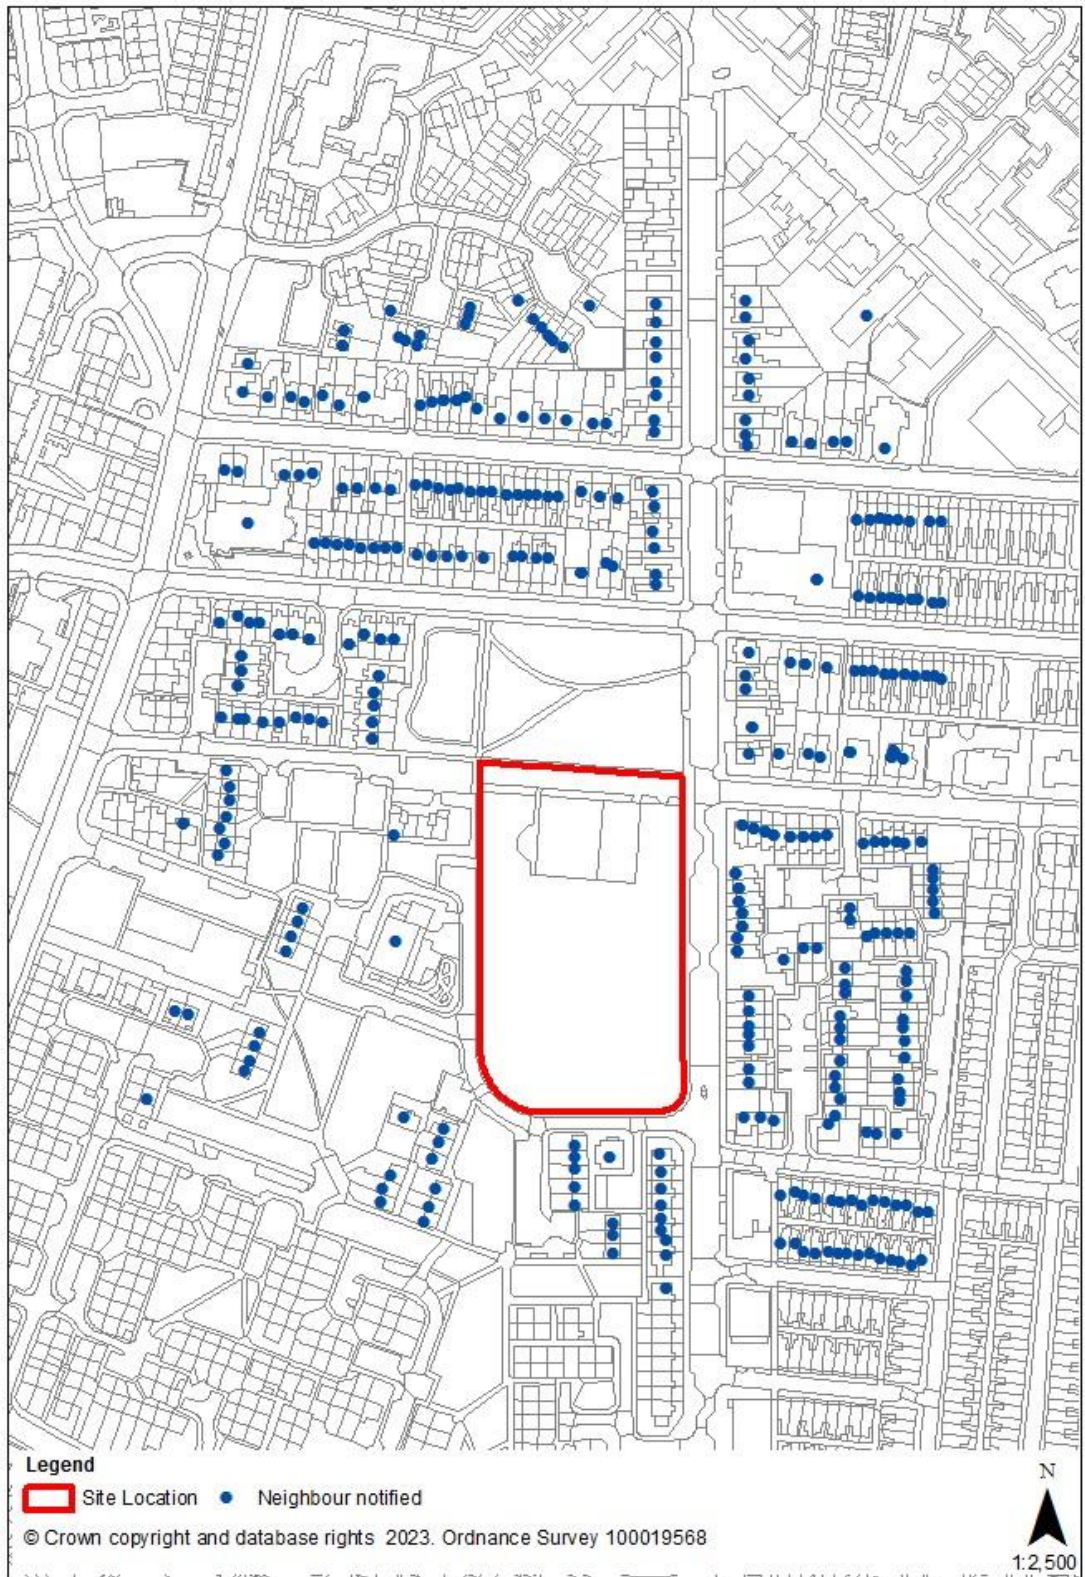 Legend
Site Location
Neighbour notified
© Crown copyright and database rights 2023. Ordnance Survey 100019568
N
1:2,500